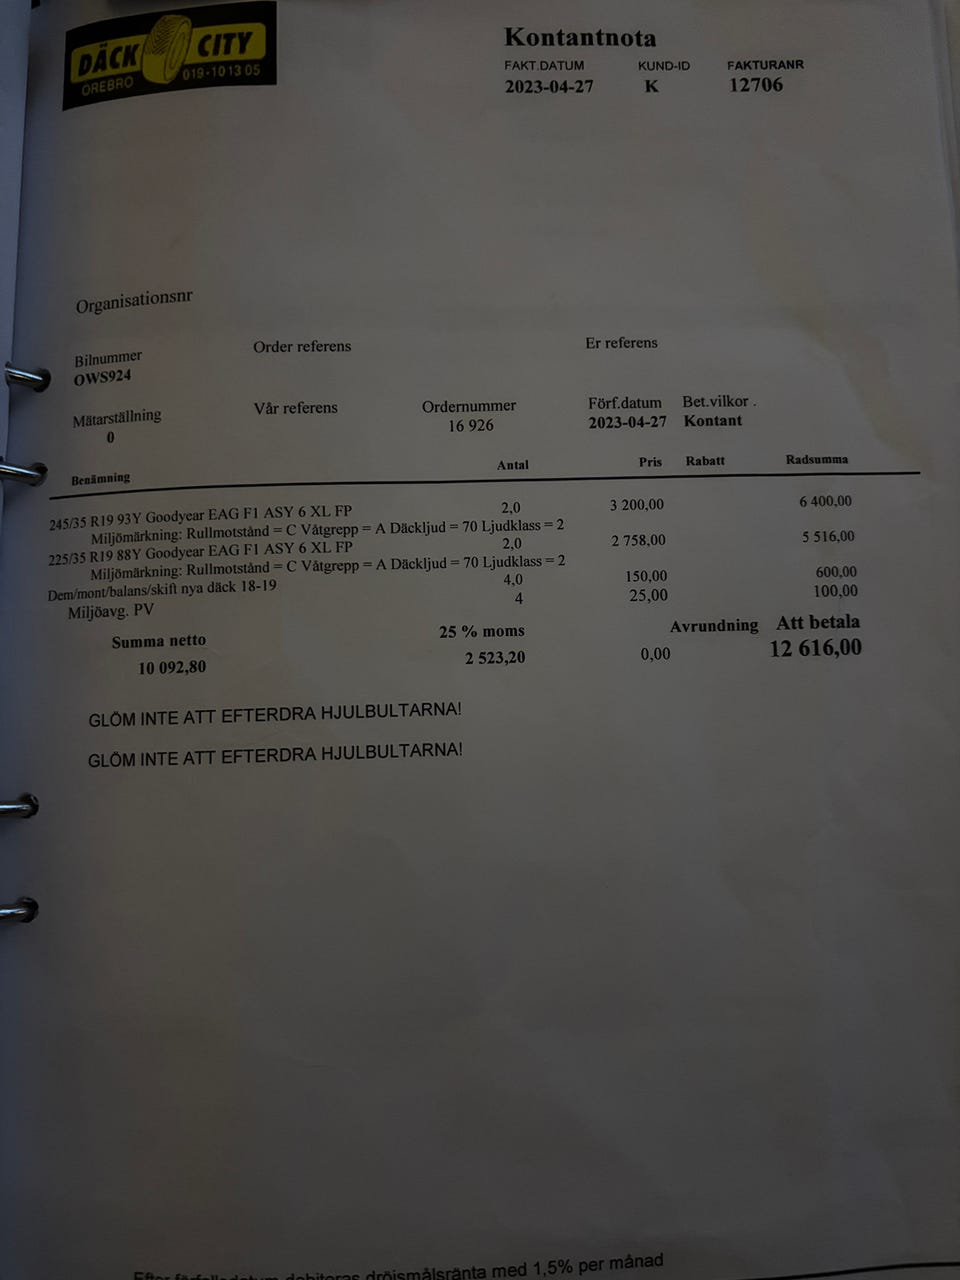 DÄCK CITY
ÖREBRO 019-10 13 05
Kontantnota
FAKT.DATUM KUND-ID FAKTURANR
2023-04-27 K 12706
Organisationsnr
Bilnummer Order referens Er referens
OWS924
Mätarställning Vår referens Ordernummer Förf.datum Bet.vilkor .
0 16 926 2023-04-27 Kontant
Benämning Antal Pris Rabatt Radsumma
245/35 R19 93Y Goodyear EAG F1 ASY 6 XL FP 2,0 3 200,00 6 400,00
Miljömärkning: Rullmotstånd = C Våtgrepp = A Däckljud = 70 Ljudklass = 2
225/35 R19 88Y Goodyear EAG F1 ASY 6 XL FP 2,0 2 758,00 5 516,00
Miljömärkning: Rullmotstånd = C Våtgrepp = A Däckljud = 70 Ljudklass = 2
Dem/mont/balans/skift nya däck 18-19 4,0 150,00 600,00
Miljöavg. PV 4 25,00 100,00
Summa netto 25 % moms Avrundning Att betala
10 092,80 2 523,20 0,00 12 616,00
GLÖM INTE ATT EFTERDRA HJULBULTARNA!
GLÖM INTE ATT EFTERDRA HJULBULTARNA!
Efter förfallodatum debiteras dröjsmålsränta med 1,5% per månad